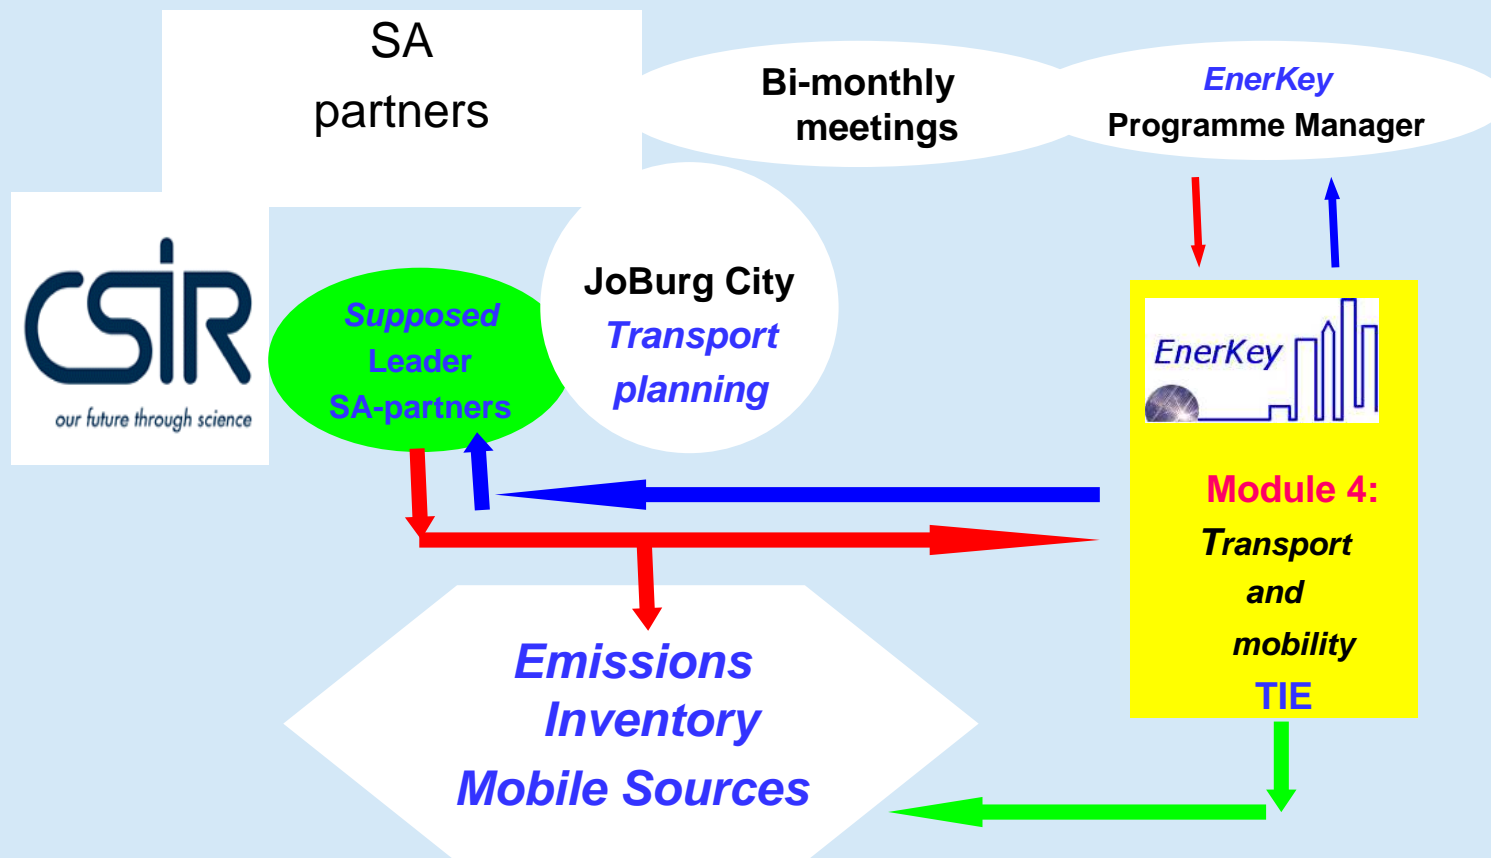 SA
partners
Bi-monthly
meetings
EnerKey
Programme Manager
CSIR
our future through science
Supposed
Leader
SA-partners
JoBurg City
Transport
planning
EnerKey
Module 4:
Transport
and
mobility
TIE
Emissions
Inventory
Mobile Sources